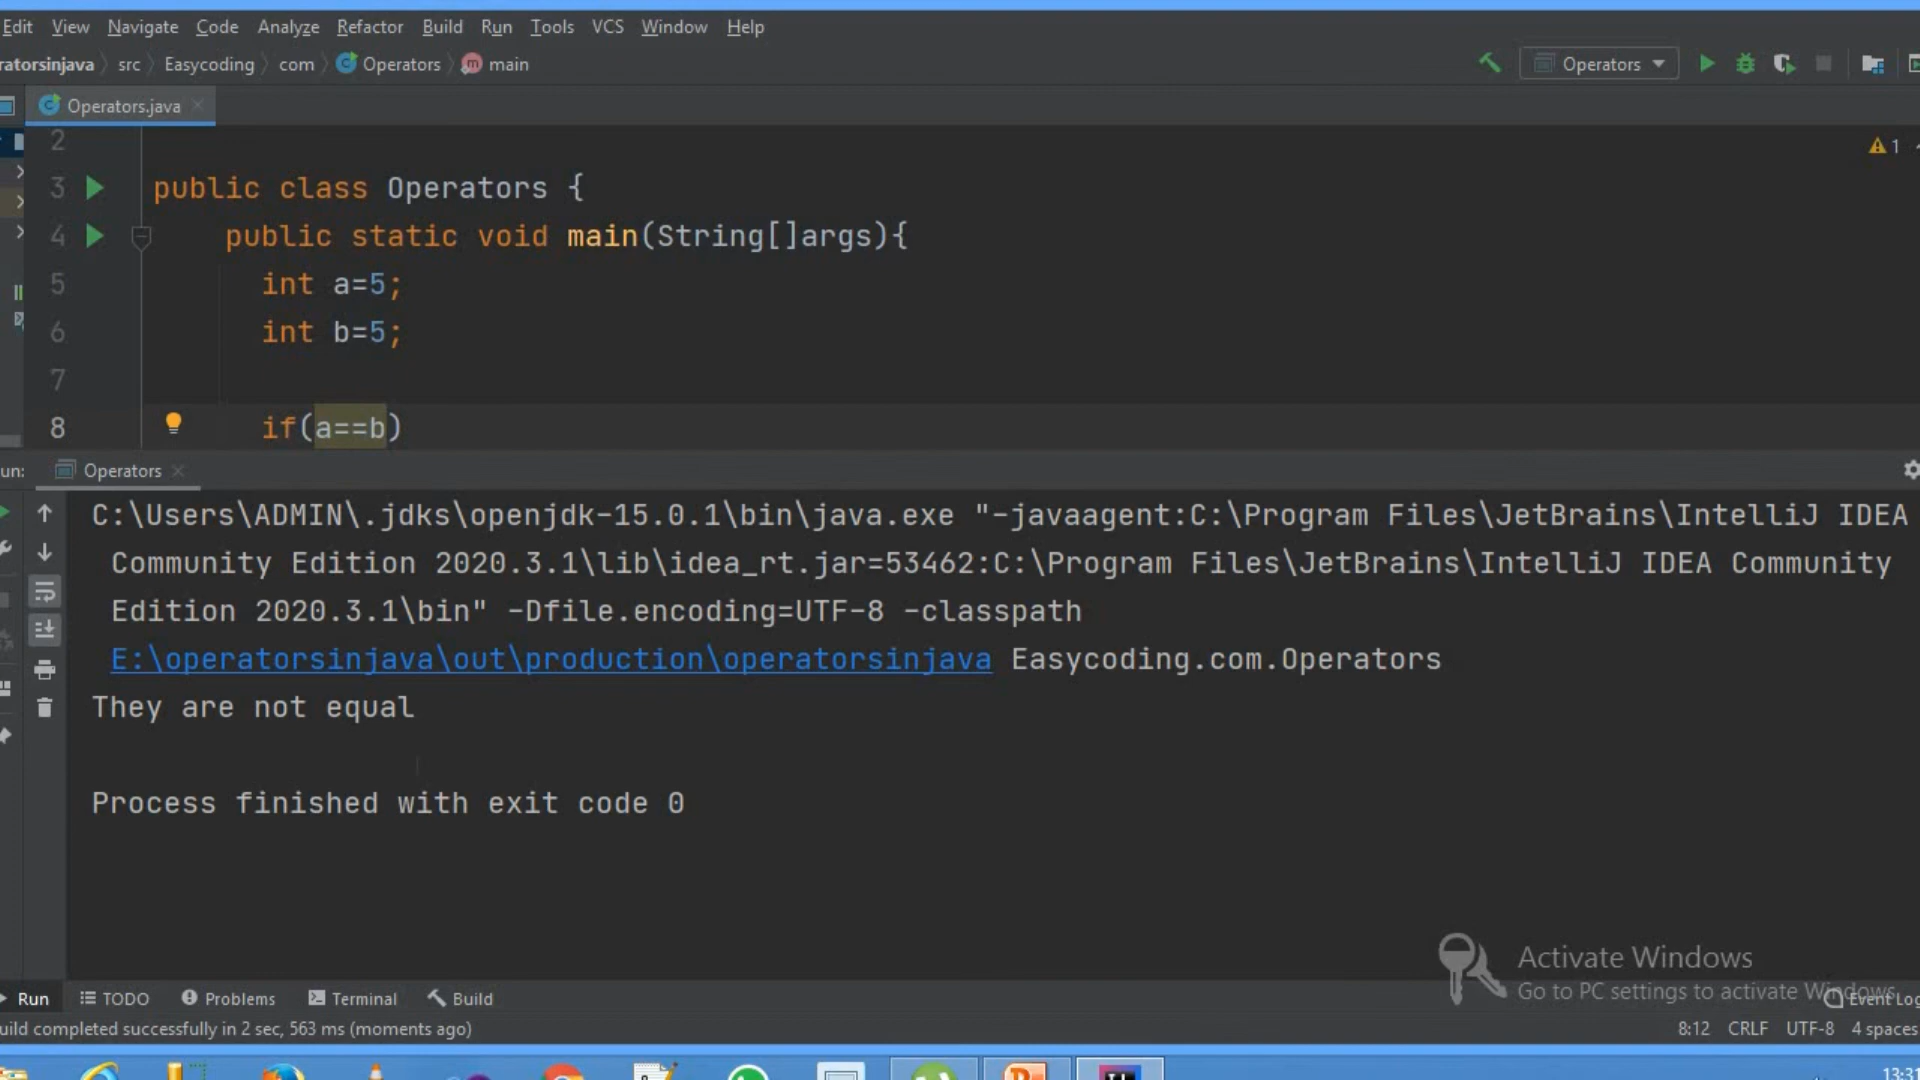 Edit View Navigate Code Analyze Refactor Build Run Tools VCS Window Help
ratorsinjava src Easycoding com Operators main Operators
Operators.java
2
1
3 public class Operators {
4 public static void main(String[]args){
5 int a=5;
6 int b=5;
7
8 if(a==b)
un: Operators
C:\Users\ADMIN\.jdks\openjdk-15.0.1\bin\java.exe "-javaagent:C:\Program Files\JetBrains\IntelliJ IDEA
Community Edition 2020.3.1\lib\idea_rt.jar=53462:C:\Program Files\JetBrains\IntelliJ IDEA Community
Edition 2020.3.1\bin" -Dfile.encoding=UTF-8 -classpath
E:\operatorsinjava\out\production\operatorsinjava Easycoding.com.Operators
They are not equal
Process finished with exit code 0
Activate Windows
Go to PC settings to activate Windows.
Run TODO Problems Terminal Build Event Log
uild completed successfully in 2 sec, 563 ms (moments ago) 8:12 CRLF UTF-8 4 spaces
13:31